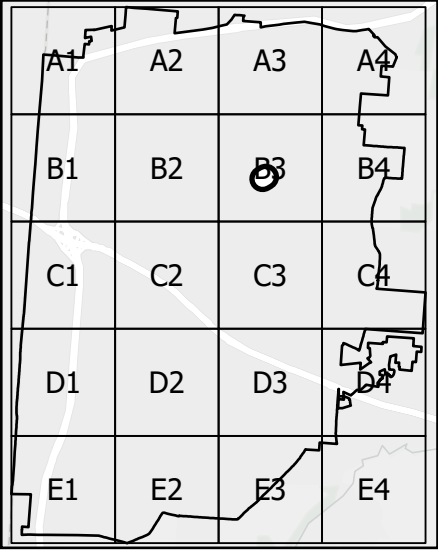 A1 A2 A3 A4
B1 B2 B3 B4
C1 C2 C3 C4
D1 D2 D3 D4
E1 E2 E3 E4